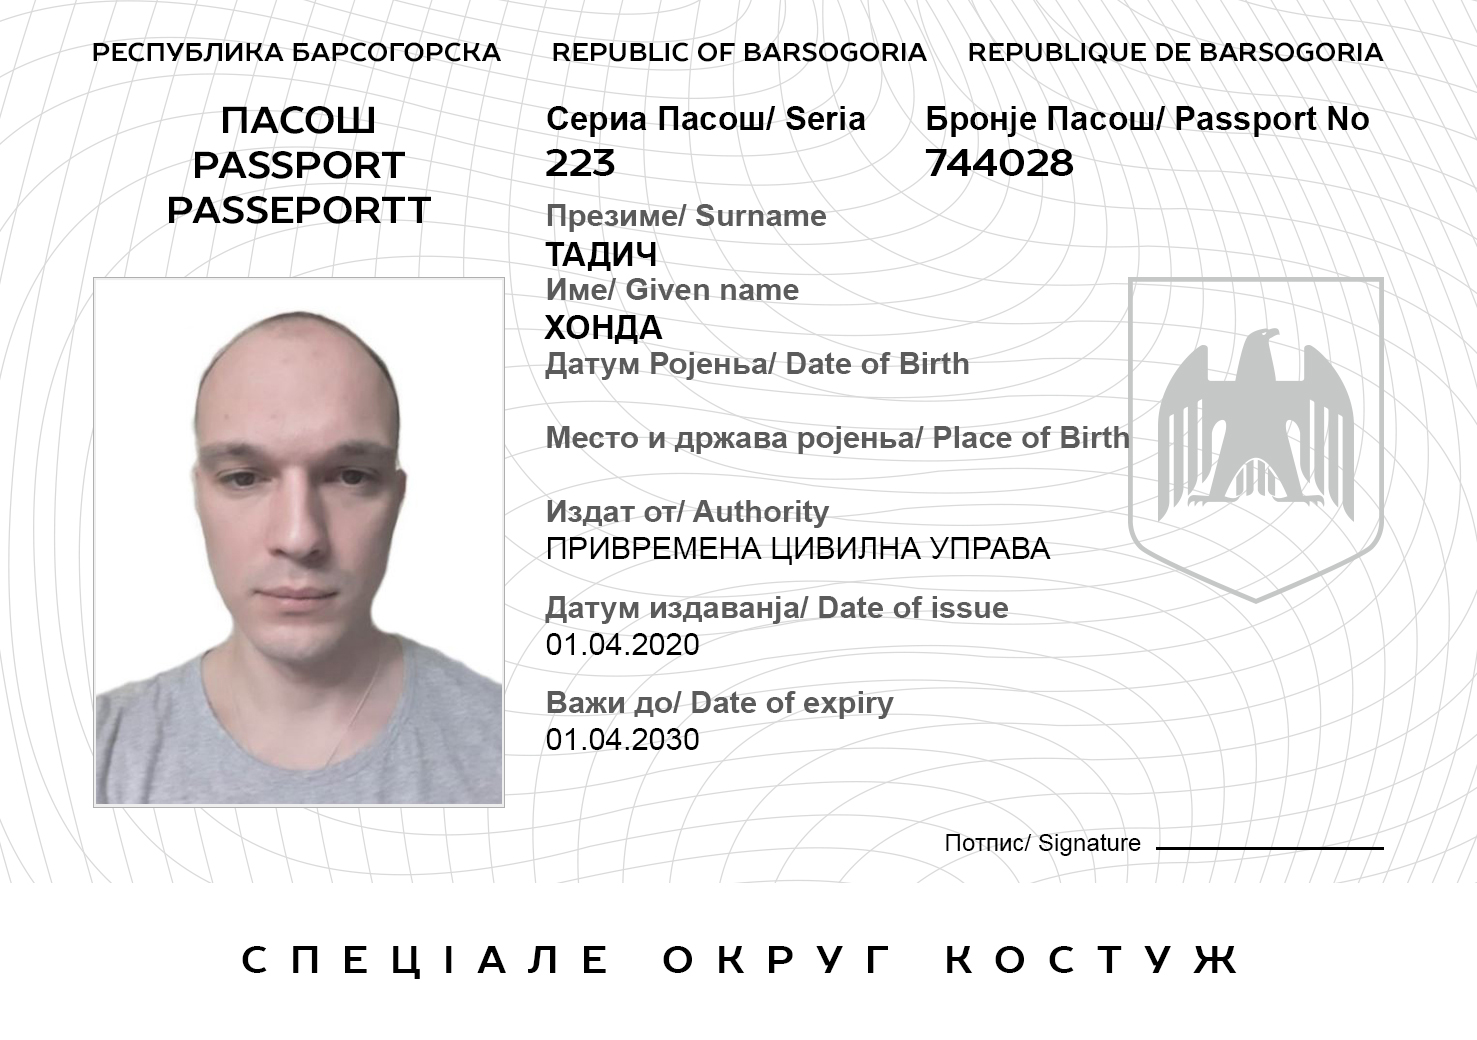 РЕСПУБЛИКА БАРСОГОРСКА REPUBLIC OF BARSOGORIA REPUBLIQUE DE BARSOGORIA
ПАСОШ
PASSPORT
PASSEPORTT
Сериа Пасош/ Seria Бронје Пасош/ Passport No
223 744028
Презиме/ Surname
ТАДИЧ
Име/ Given name
ХОНДА
ДатумРојења/ Date of Birth
Место и држава ројења/ Place of Birth
Издат от/ Authority
ПРИВРЕМЕНА ЦИВИЛНА УПРАВА
Датум издаванја/ Date of issue
01.04.2020
Важи до/ Date of expiry
01.04.2030
Потпис/ Signature
СПЕЦІАЛЕ ОКРУГ КОСТУЖ